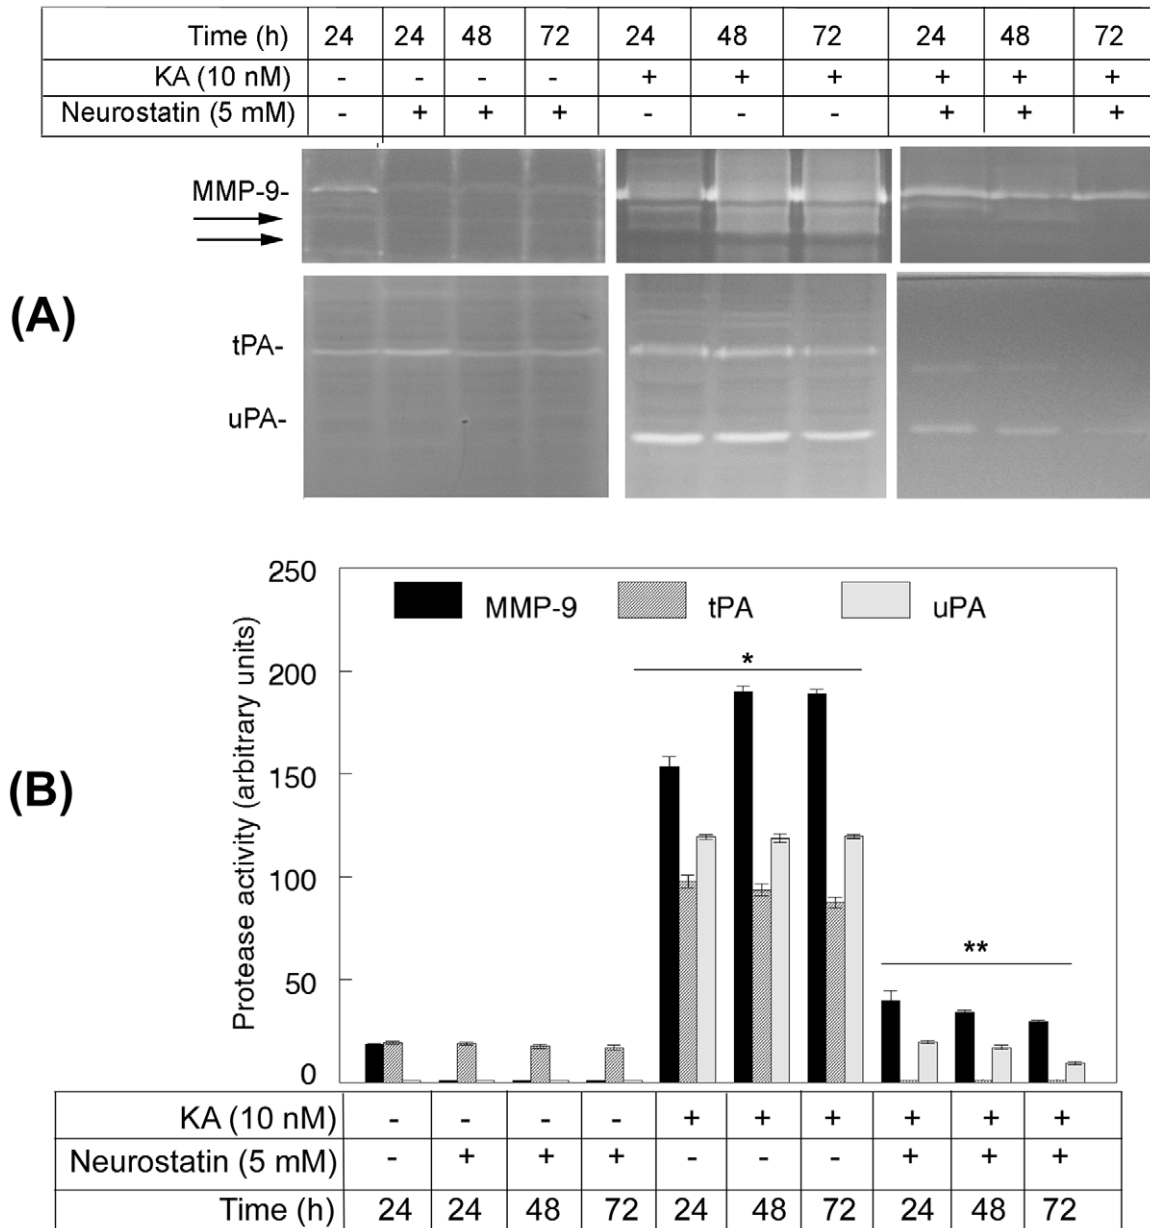 Time (h) 24 24 48 72 24 48 72 24 48 72
KA (10 nM) - - - - + + + + + +
Neurostatin (5 mM) - + + + - - - + + +
MMP-9-
(A)
tPA-
uPA-
250
MMP-9 tPA uPA
200
*
150
(B)
Protease activity (arbitrary units)
100
**
50
0
KA (10 nM) - - - - + + + + + +
Neurostatin (5 mM) - + + + - - - + + +
Time (h) 24 24 48 72 24 48 72 24 48 72